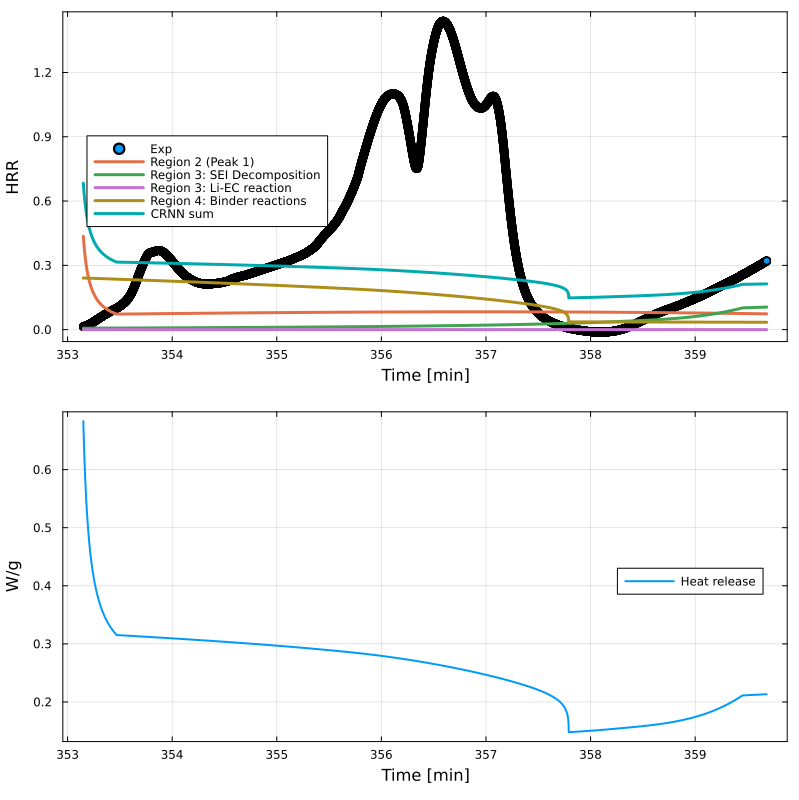 HRR
1.2
0.9
0.6
0.3
0.0
Exp
Region 2 (Peak 1)
Region 3: SEI Decomposition
Region 3: Li-EC reaction
Region 4: Binder reactions
CRNN sum
353 354 355 356 357 358 359
Time [min]
W/g
0.6
0.5
0.4
0.3
0.2
Heat release
353 354 355 356 357 358 359
Time [min]